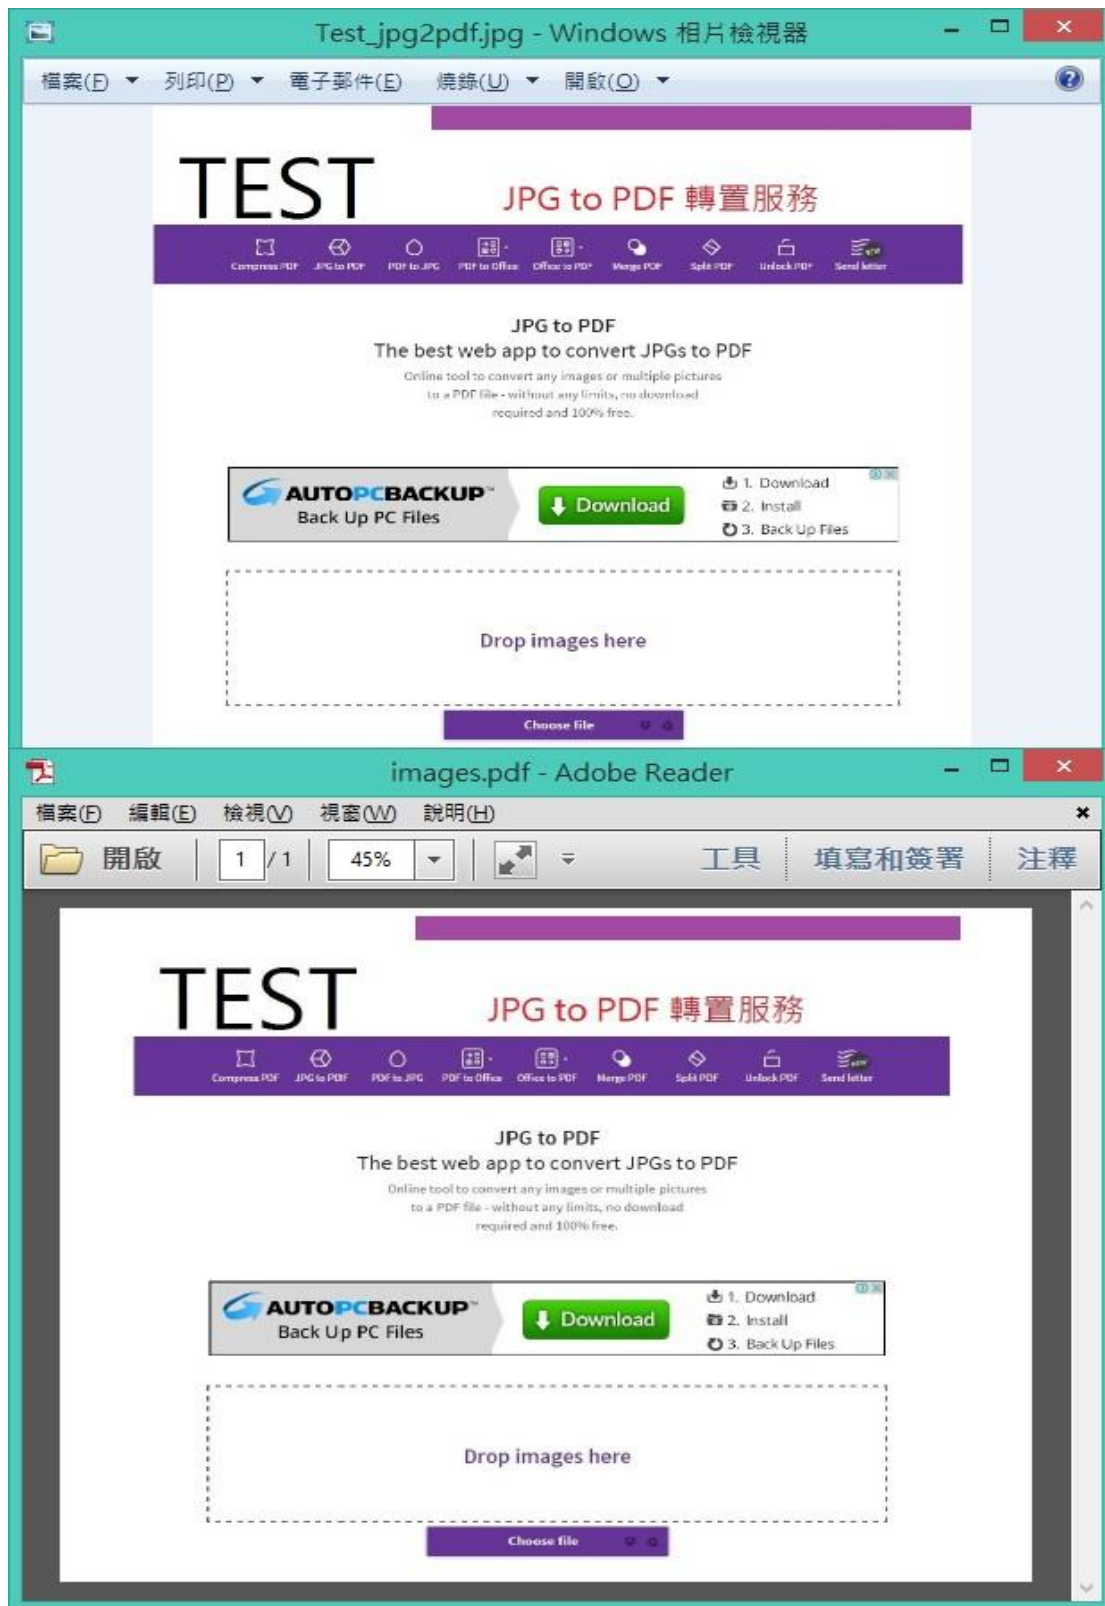 Test_jpg2pdf.jpg - Windows 相片檢視器
檔案(F) 列印(P) 電子郵件(E) 燒錄(U) 開啟(O)
TEST
JPG to PDF 轉置服務
Compress PDF JPG to PDF PDF to JPG PDF to Office Office to PDF Merge PDF Split PDF Unlock PDF Send letter
JPG to PDF
The best web app to convert JPGs to PDF
Online tool to convert any images or multiple pictures
to a PDF file - without any limits, no download
required and 100% free.
AUTOPCBACKUP™
Back Up PC Files
Download
1. Download
2. Install
3. Back Up Files
Drop images here
Choose file
images.pdf - Adobe Reader
檔案(F) 編輯(E) 檢視(V) 視窗(W) 說明(H)
開啟 1 / 1 45% 工具 填寫和簽署 注釋
TEST
JPG to PDF 轉置服務
Compress PDF JPG to PDF PDF to JPG PDF to Office Office to PDF Merge PDF Split PDF Unlock PDF Send letter
JPG to PDF
The best web app to convert JPGs to PDF
Online tool to convert any images or multiple pictures
to a PDF file - without any limits, no download
required and 100% free.
AUTOPCBACKUP™
Back Up PC Files
Download
1. Download
2. Install
3. Back Up Files
Drop images here
Choose file